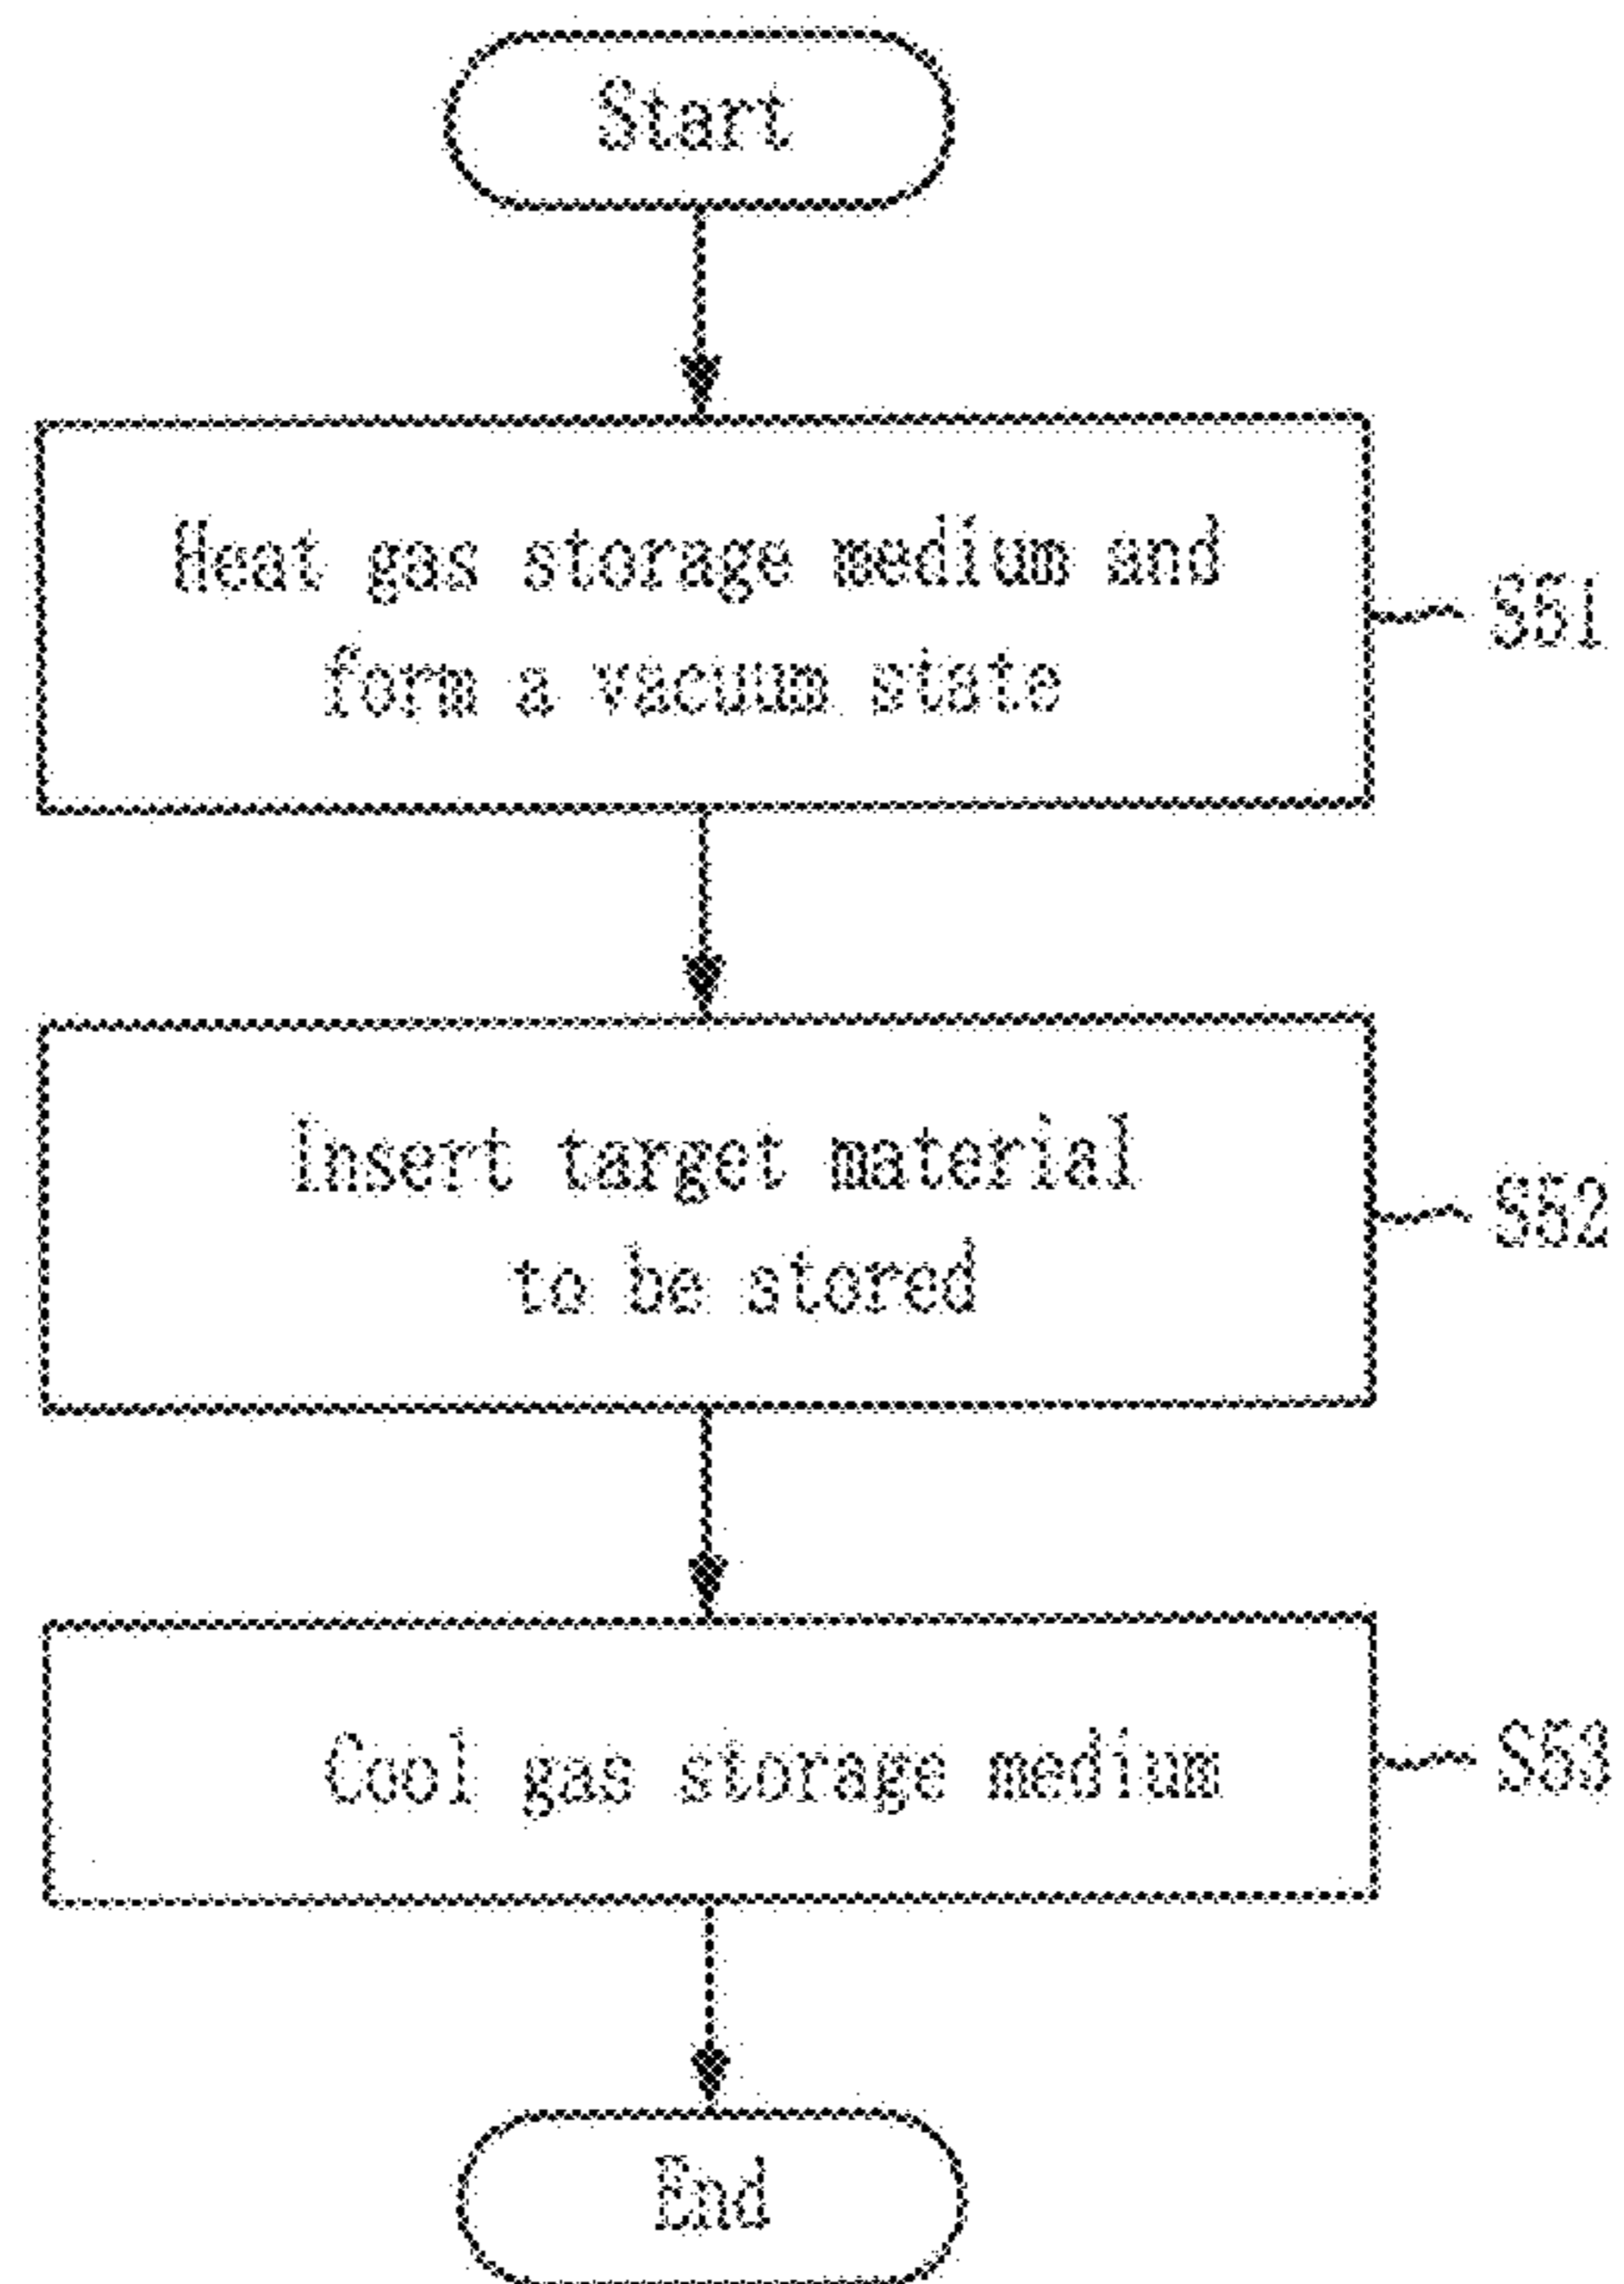 Start
Heat gas storage medium and
form a vacuum state
S51
Insert target material
to be stored
S52
Cool gas storage medium
S53
End